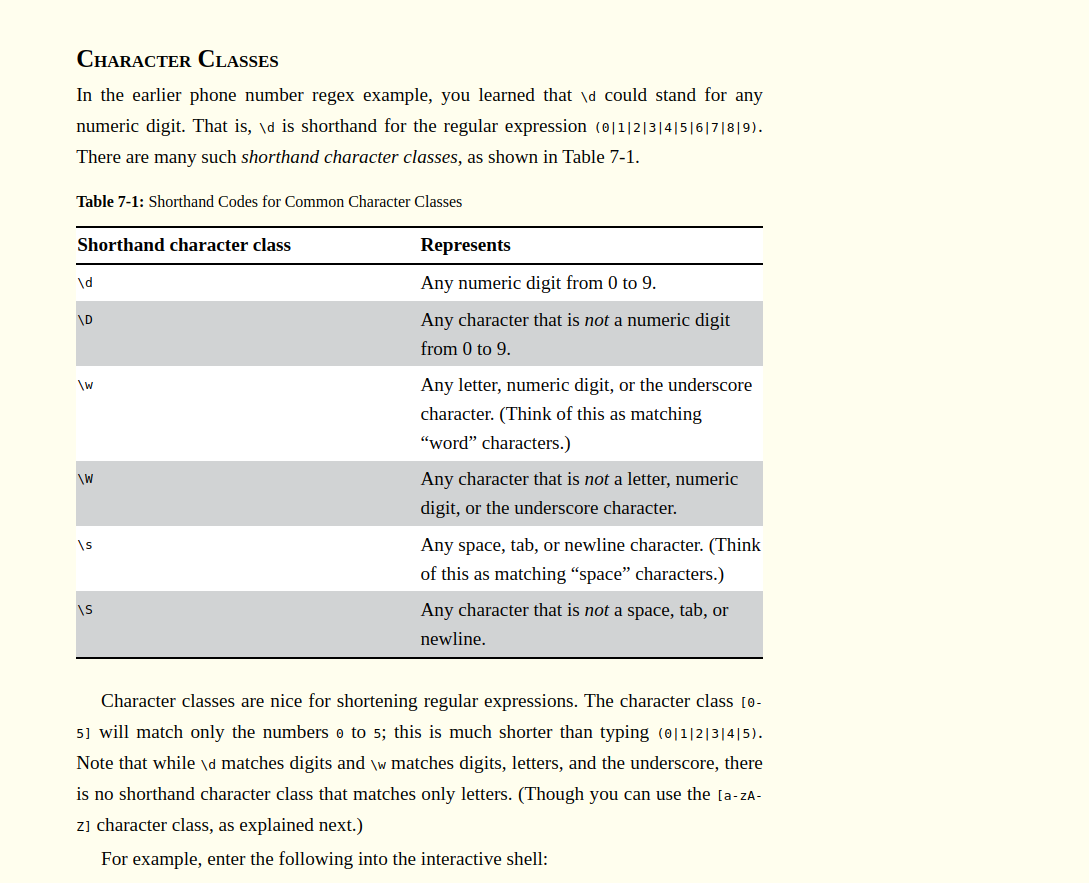 Character Classes
In the earlier phone number regex example, you learned that \d could stand for any
numeric digit. That is, \d is shorthand for the regular expression (0|1|2|3|4|5|6|7|8|9).
There are many such shorthand character classes, as shown in Table 7-1.
Table 7-1: Shorthand Codes for Common Character Classes
Shorthand character class Represents
\d Any numeric digit from 0 to 9.
\D Any character that is not a numeric digit
from 0 to 9.
\w Any letter, numeric digit, or the underscore
character. (Think of this as matching
“word” characters.)
\W Any character that is not a letter, numeric
digit, or the underscore character.
\s Any space, tab, or newline character. (Think
of this as matching “space” characters.)
\S Any character that is not a space, tab, or
newline.
Character classes are nice for shortening regular expressions. The character class [0-
5] will match only the numbers 0 to 5; this is much shorter than typing (0|1|2|3|4|5).
Note that while \d matches digits and \w matches digits, letters, and the underscore, there
is no shorthand character class that matches only letters. (Though you can use the [a-zA-
Z] character class, as explained next.)
For example, enter the following into the interactive shell: